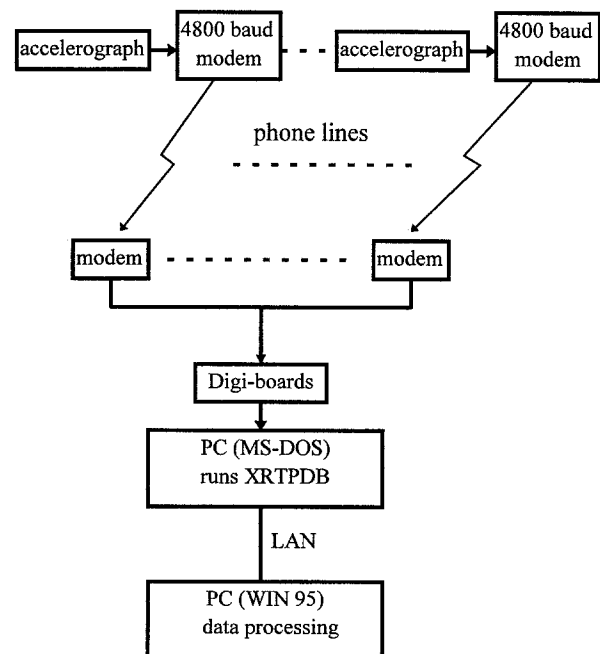 accelerograph
4800 baud
modem
accelerograph
4800 baud
modem
phone lines
modem
modem
Digi-boards
PC (MS-DOS)
runs XRTPDB
LAN
PC (WIN 95)
data processing